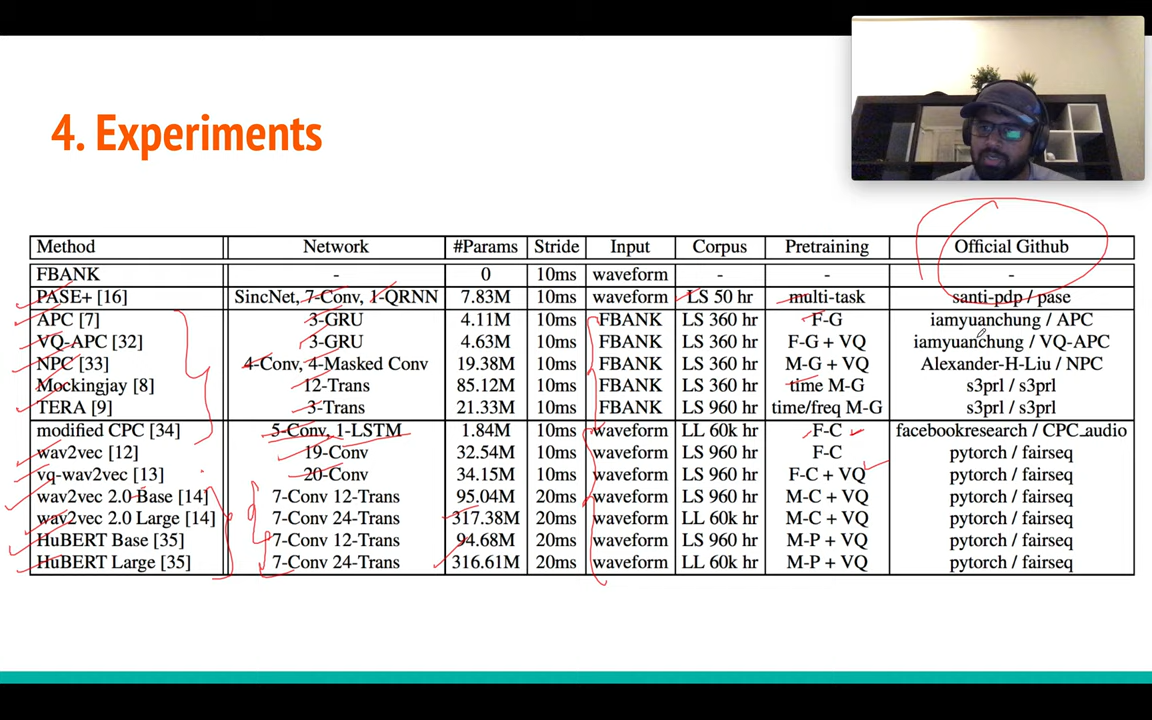 4. Experiments
Method Network #Params Stride Input Corpus Pretraining Official Github
FBANK - 0 10ms waveform - - -
PASE+ [16] SincNet, 7-Conv, 1-QRNN 7.83M 10ms waveform LS 50 hr multi-task santi-pdp / pase
APC [7] 3-GRU 4.11M 10ms FBANK LS 360 hr F-G iamyuanchung / APC
VQ-APC [32] 3-GRU 4.63M 10ms FBANK LS 360 hr F-G + VQ iamyuanchung / VQ-APC
NPC [33] 4-Conv, 4-Masked Conv 19.38M 10ms FBANK LS 360 hr M-G + VQ Alexander-H-Liu / NPC
Mockingjay [8] 12-Trans 85.12M 10ms FBANK LS 360 hr time M-G s3prl / s3prl
TERA [9] 3-Trans 21.33M 10ms FBANK LS 960 hr time/freq M-G s3prl / s3prl
modified CPC [34] 5-Conv, 1-LSTM 1.84M 10ms waveform LL 60k hr F-C facebookresearch / CPC_audio
wav2vec [12] 19-Conv 32.54M 10ms waveform LS 960 hr F-C pytorch / fairseq
vq-wav2vec [13] 20-Conv 34.15M 10ms waveform LS 960 hr F-C + VQ pytorch / fairseq
wav2vec 2.0 Base [14] 7-Conv 12-Trans 95.04M 20ms waveform LS 960 hr M-C + VQ pytorch / fairseq
wav2vec 2.0 Large [14] 7-Conv 24-Trans 317.38M 20ms waveform LL 60k hr M-C + VQ pytorch / fairseq
HuBERT Base [35] 7-Conv 12-Trans 94.68M 20ms waveform LS 960 hr M-P + VQ pytorch / fairseq
HuBERT Large [35] 7-Conv 24-Trans 316.61M 20ms waveform LL 60k hr M-P + VQ pytorch / fairseq